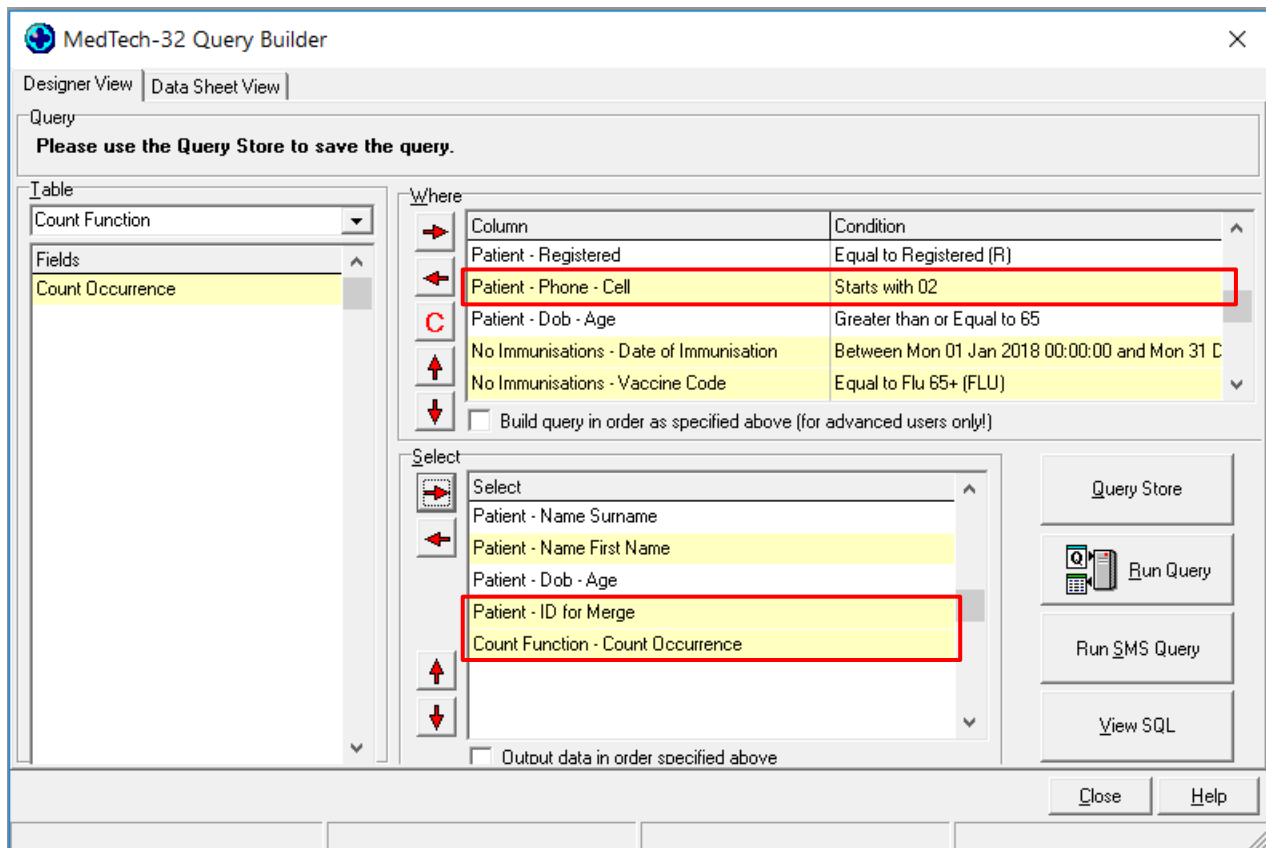 MedTech-32 Query Builder
Designer View Data Sheet View
Query
Please use the Query Store to save the query.
Table
Count Function
Fields
Count Occurrence
Where
Column Condition
Patient - Registered Equal to Registered (R)
Patient - Phone - Cell Starts with 02
Patient - Dob - Age Greater than or Equal to 65
No Immunisations - Date of Immunisation Between Mon 01 Jan 2018 00:00:00 and Mon 31 D
No Immunisations - Vaccine Code Equal to Flu 65+ (FLU)
C
Build query in order as specified above (for advanced users only!)
Select
Select
Patient - Name Surname
Patient - Name First Name
Patient - Dob - Age
Patient - ID for Merge
Count Function - Count Occurrence
Output data in order specified above
Query Store
Q
Run Query
Run SMS Query
View SQL
Close Help